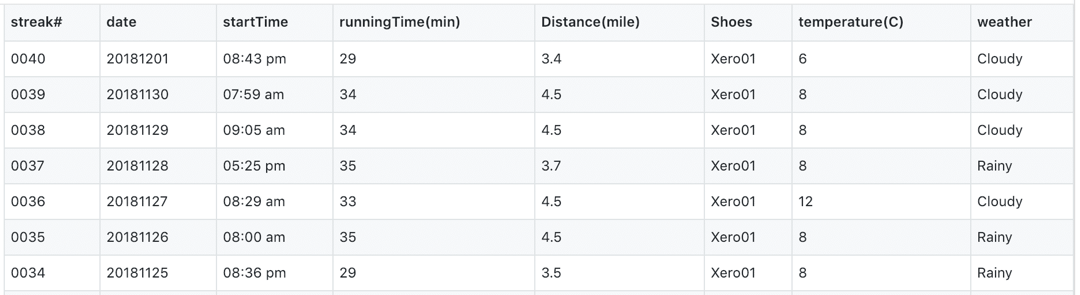 streak# date startTime runningTime(min) Distance(mile) Shoes temperature(C) weather
0040 20181201 08:43 pm 29 3.4 Xero01 6 Cloudy
0039 20181130 07:59 am 34 4.5 Xero01 8 Cloudy
0038 20181129 09:05 am 34 4.5 Xero01 8 Cloudy
0037 20181128 05:25 pm 35 3.7 Xero01 8 Rainy
0036 20181127 08:29 am 33 4.5 Xero01 12 Cloudy
0035 20181126 08:00 am 35 4.5 Xero01 8 Rainy
0034 20181125 08:36 pm 29 3.5 Xero01 8 Rainy